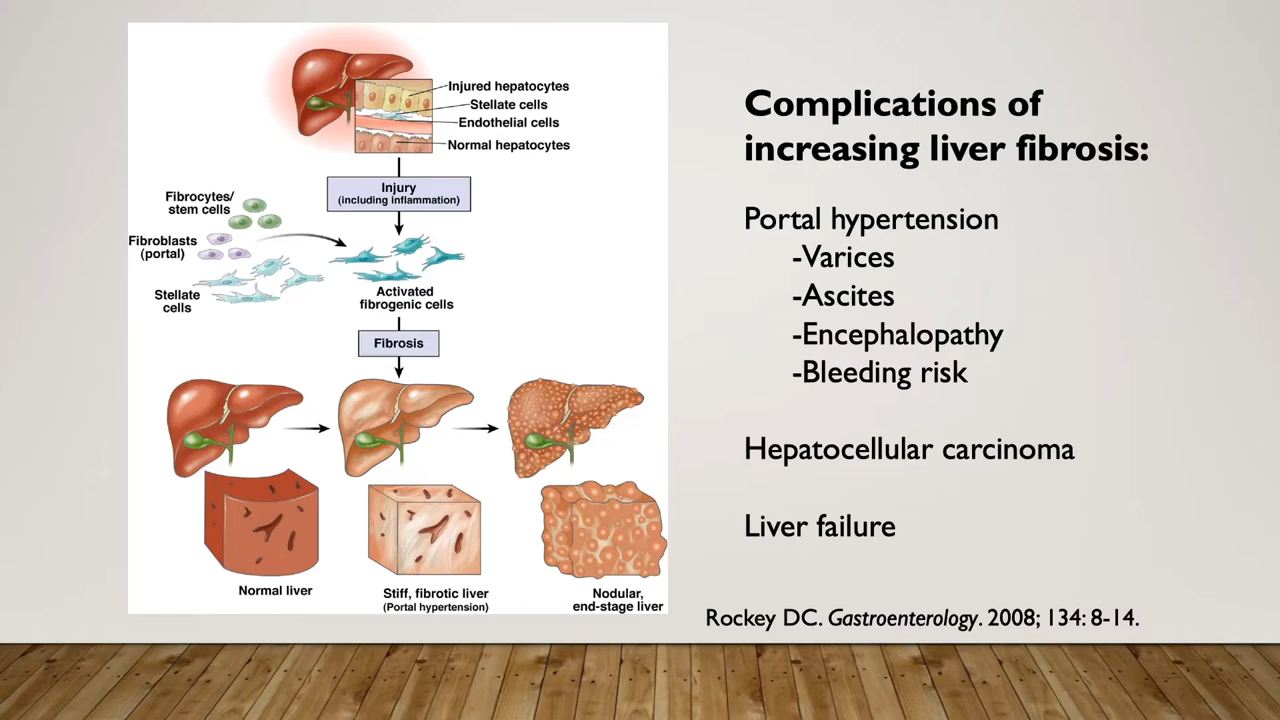 Injured hepatocytes
Stellate cells
Endothelial cells
Normal hepatocytes
Injury
(including inflammation)
Fibrocytes/
stem cells
Fibroblasts
(portal)
Stellate
cells
Activated
fibrogenic cells
Fibrosis
Normal liver
Stiff, fibrotic liver
(Portal hypertension)
Nodular,
end-stage liver
Complications of
increasing liver fibrosis:
Portal hypertension
-Varices
-Ascites
-Encephalopathy
-Bleeding risk
Hepatocellular carcinoma
Liver failure
Rockey DC. Gastroenterology. 2008; 134: 8-14.